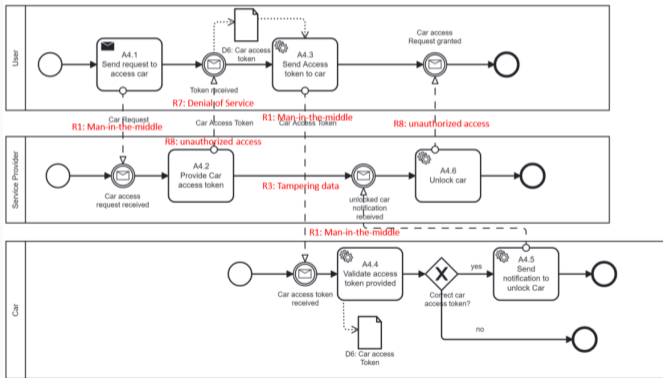 User
A4.1
Send request to
access car
Token received
D6: Car access
token
A4.3
Send Access
token to car
Car access
Request granted
R7: Denial of Service
Car Request
R1: Man-in-the-middle
Car Access Token
R1: Man-in-the-middle
Car Access Token
R8: unauthorized access
R8: unauthorized access
Service Provider
Car access
request received
A4.2
Provide Car
access token
R3: Tampering data
unlocked car
notification
received
A4.6
Unlock car
R1: Man-in-the-middle
Car
Car access token
received
A4.4
Validate access
token provided
X
Correct car
access token?
yes
A4.5
Send
notification to
unlock Car
no
D6: Car access
Token